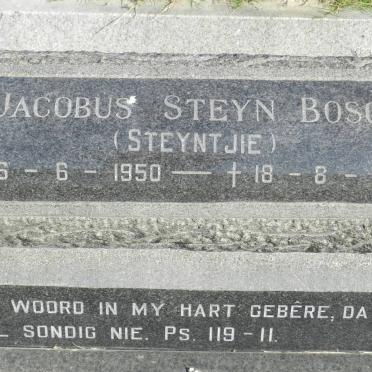 JACOBUS STEYN BOSC
(STEYNTJIE)
6 - 6 - 1950 — † 18 - 8 -
WOORD IN MY HART GEBÊRE, DA
SONDIG NIE. PS. 119 - 11.